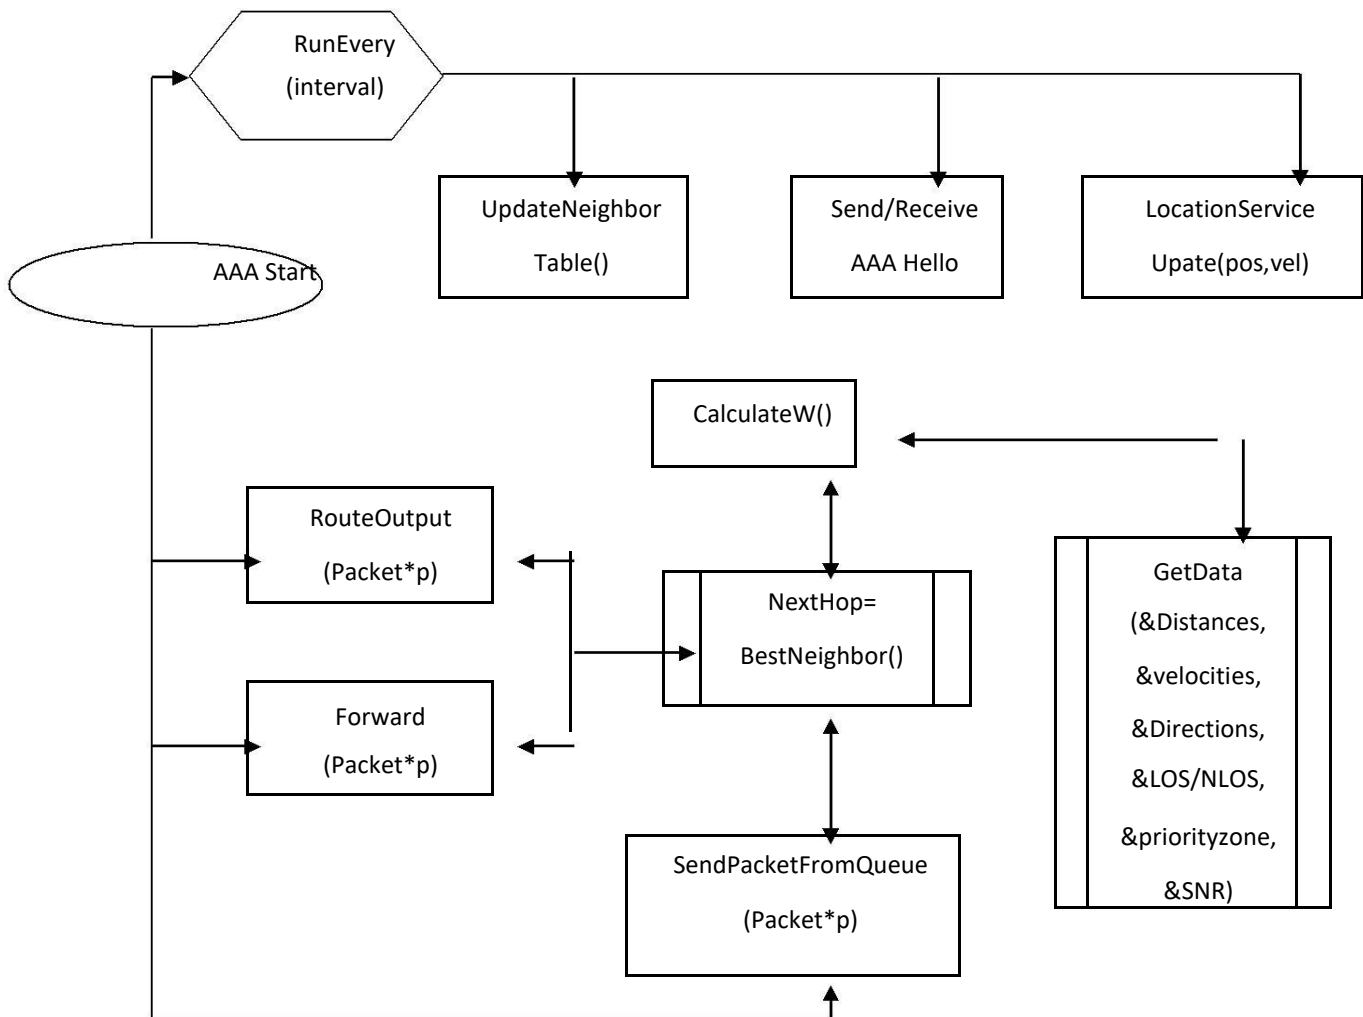 RunEvery
(interval)
UpdateNeighbor
Table()
Send/Receive
AAA Hello
LocationService
Upate(pos,vel)
AAA Start
CalculateW()
RouteOutput
(Packet*p)
NextHop=
BestNeighbor()
GetData
(&Distances,
&velocities,
&Directions,
&LOS/NLOS,
&priorityzone,
&SNR)
Forward
(Packet*p)
SendPacketFromQueue
(Packet*p)